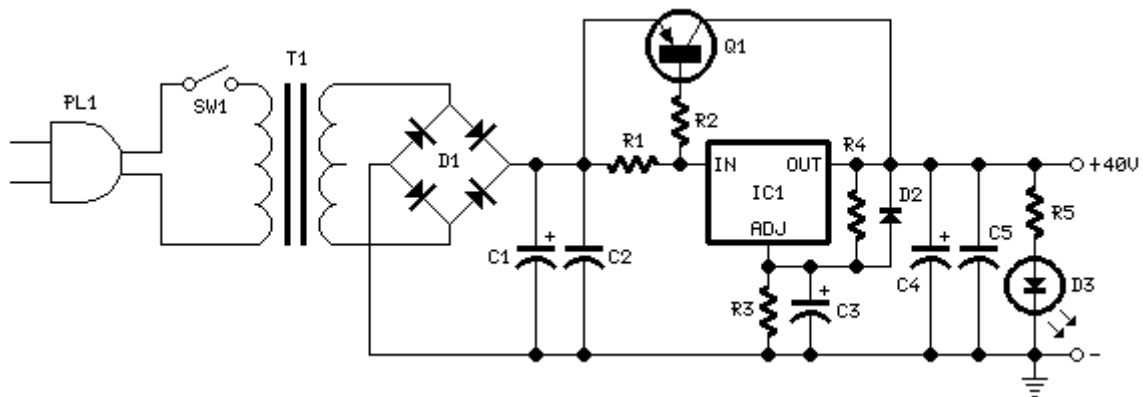 T1
Q1
PL1
SW1
R2
R1
D1
IN
OUT
R4
+40V
IC1
D2
R5
ADJ
C1
+
C2
+
C4
C5
D3
R3
+
C3
-